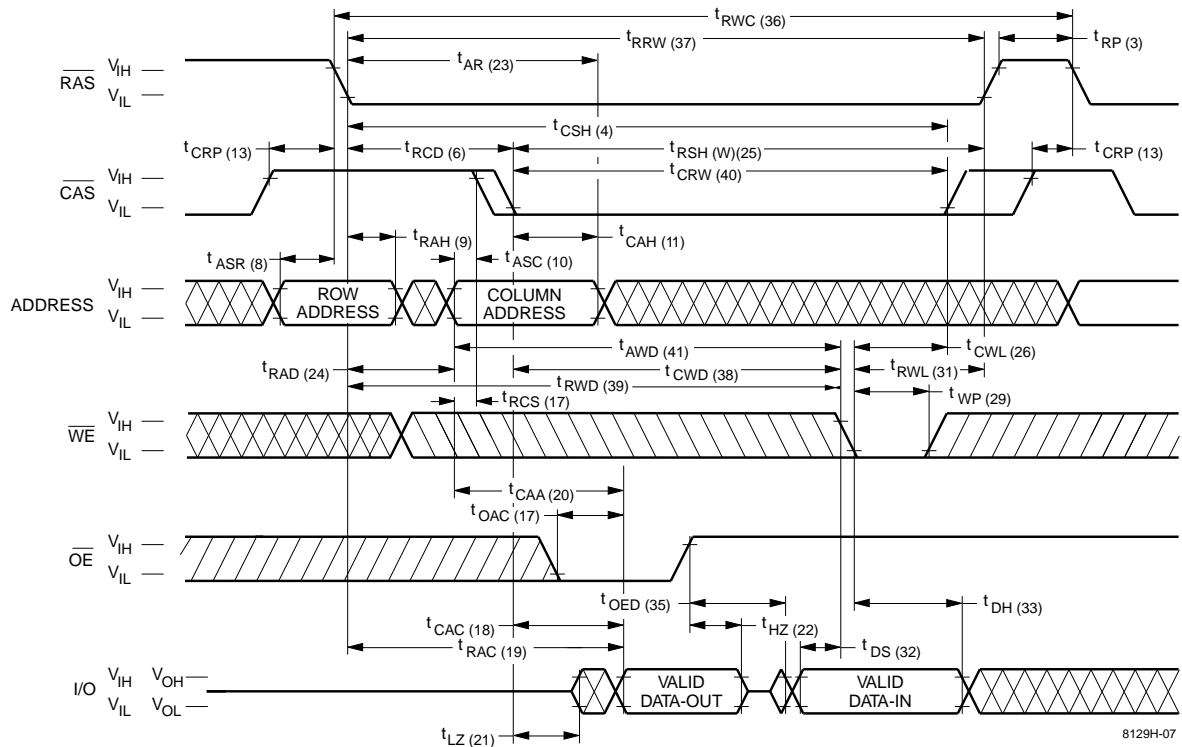 tRWC (36)
tRRW (37)
tRP (3)
tAR (23)
RAS VIH
VIL
tCSH (4)
tCRP (13) tRCD (6) tRSH (W)(25) tCRP (13)
tCRW (40)
CAS VIH
VIL
tRAH (9) tCAH (11)
tASR (8) tASC (10)
ADDRESS VIH
VIL
ROW ADDRESS
COLUMN ADDRESS
tAWD (41) tCWL (26)
tRAD (24) tCWD (38) tRWL (31)
tRWD (39)
tRCS (17) tWP (29)
WE VIH
VIL
tCAA (20)
tOAC (17)
OE VIH
VIL
tOED (35) tDH (33)
tCAC (18) tHZ (22)
tRAC (19) tDS (32)
I/O VIH VOH
VIL VOL
VALID DATA-OUT
VALID DATA-IN
tLZ (21)
8129H-07